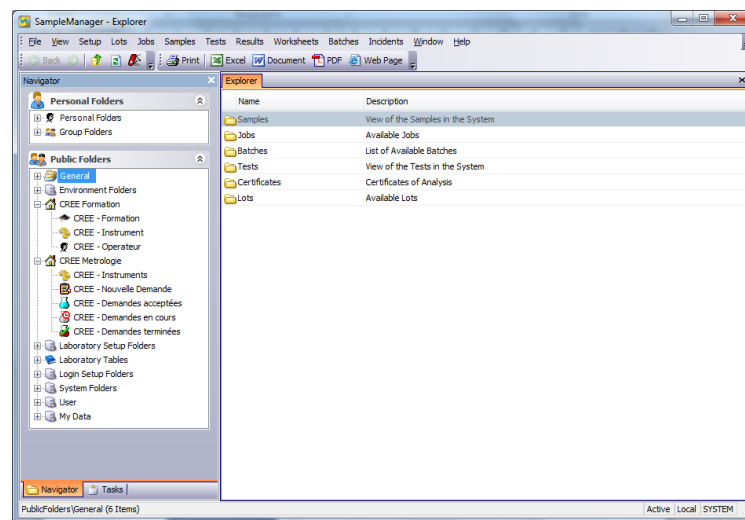 SampleManager - Explorer
File View Setup Lots Jobs Samples Tests Results Worksheets Batches Incidents Window Help
Back Print Excel Document PDF Web Page
Navigator
Personal Folders
Personal Folders
Group Folders
Public Folders
General
Environment Folders
CREE Formation
CREE - Formation
CREE - Instrument
CREE - Operateur
CREE Metrologie
CREE - Instruments
CREE - Nouvelle Demande
CREE - Demandes acceptées
CREE - Demandes en cours
CREE - Demandes terminées
Laboratory Setup Folders
Laboratory Tables
Login Setup Folders
System Folders
User
My Data
Navigator Tasks
Explorer
Name Description
Samples View of the Samples in the System
Jobs Available Jobs
Batches List of Available Batches
Tests View of the Tests in the System
Certificates Certificates of Analysis
Lots Available Lots
PublicFolders\General (6 Items) Active Local SYSTEM